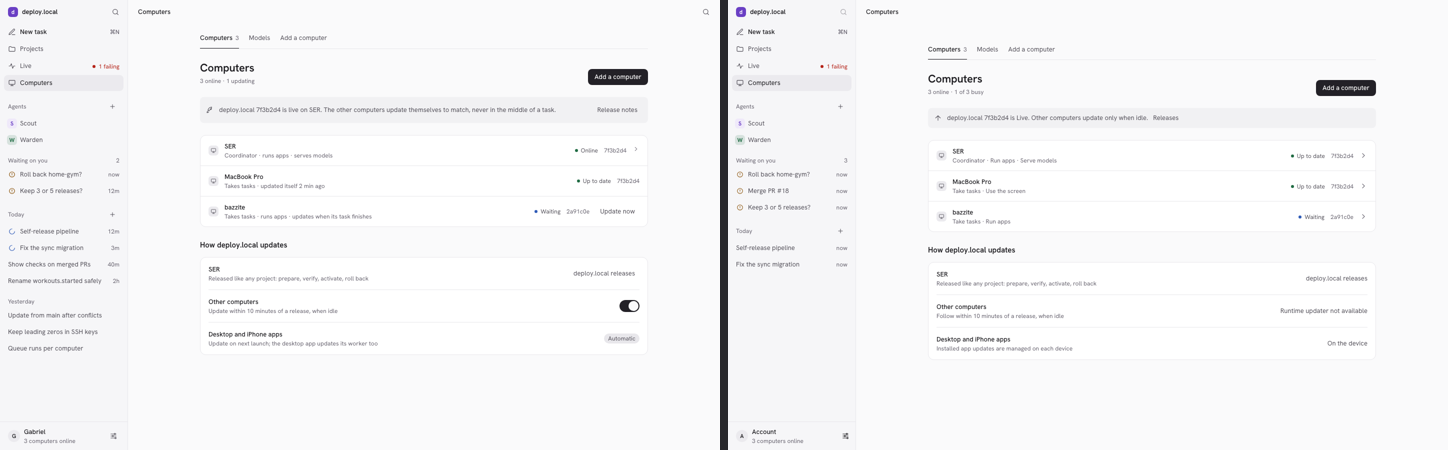 d deploy.local
New task ⌘N
Projects
Live 1 failing
Computers
Agents +
S Scout
W Warden
Waiting on you 2
Roll back home-gym? now
Keep 3 or 5 releases? 12m
Today +
Self-release pipeline 12m
Fix the sync migration 3m
Show checks on merged PRs 40m
Rename workouts.started safely 2h
Yesterday
Update from main after conflicts
Keep leading zeros in SSH keys
Queue runs per computer
G Gabriel
3 computers online
Computers
Computers 3 Models Add a computer
Computers
3 online · 1 updating
Add a computer
deploy.local 7f3b2d4 is live on SER. The other computers update themselves to match, never in the middle of a task. Release notes
SER
Coordinator · runs apps · serves models
Online 7f3b2d4
MacBook Pro
Takes tasks · updated itself 2 min ago
Up to date 7f3b2d4
bazzite
Takes tasks · runs apps · updates when its task finishes
Waiting 2a91c0e Update now
How deploy.local updates
SER
Released like any project: prepare, verify, activate, roll back
deploy.local releases
Other computers
Update within 10 minutes of a release, when idle
Desktop and iPhone apps
Update on next launch; the desktop app updates its worker too
Automatic
d deploy.local
New task ⌘N
Projects
Live 1 failing
Computers
Agents +
S Scout
W Warden
Waiting on you 3
Roll back home-gym? now
Merge PR #18 now
Keep 3 or 5 releases? now
Today +
Self-release pipeline now
Fix the sync migration now
A Account
3 computers online
Computers
Computers 3 Models Add a computer
Computers
3 online · 1 of 3 busy
Add a computer
deploy.local 7f3b2d4 is Live. Other computers update only when idle. Releases
SER
Coordinator · Run apps · Serve models
Up to date 7f3b2d4
MacBook Pro
Take tasks · Use the screen
Up to date 7f3b2d4
bazzite
Take tasks · Run apps
Waiting 2a91c0e
How deploy.local updates
SER
Released like any project: prepare, verify, activate, roll back
deploy.local releases
Other computers
Follow within 10 minutes of a release, when idle
Runtime updater not available
Desktop and iPhone apps
Installed app updates are managed on each device
On the device